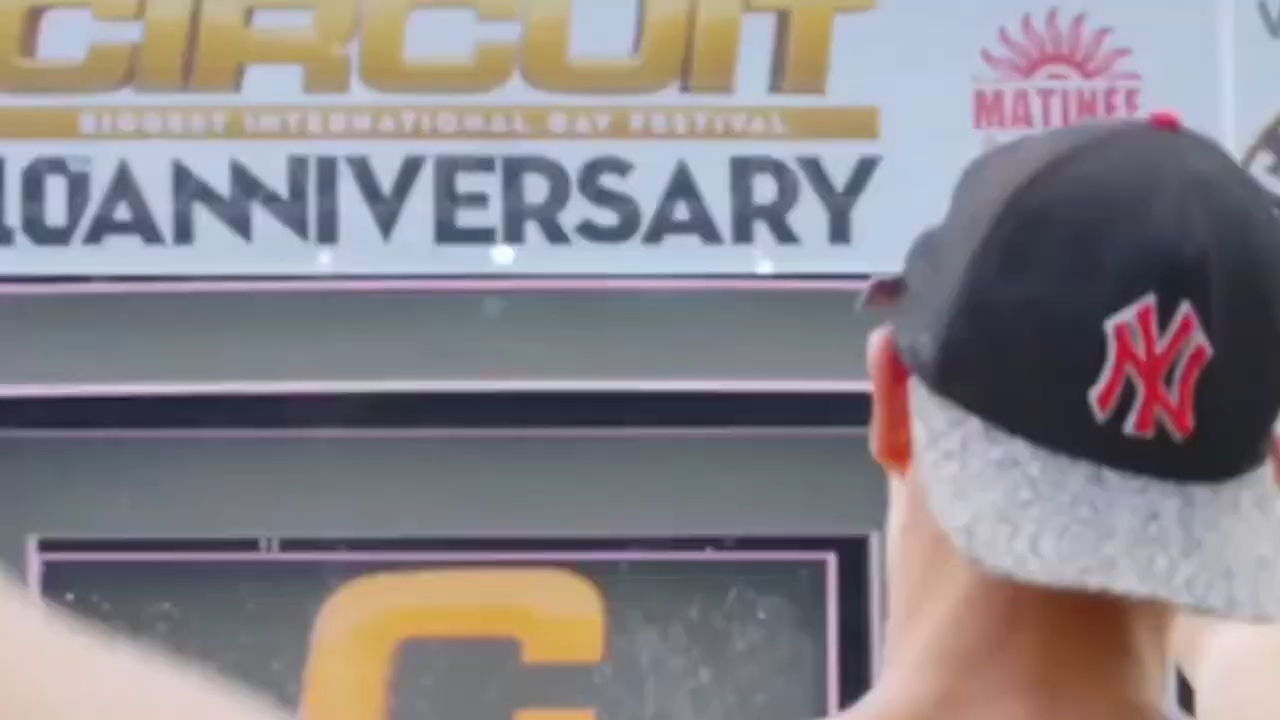 CIRCUIT
BIGGEST INTERNATIONAL GAY FESTIVAL
10ANNIVERSARY
MATINEE
NY
C